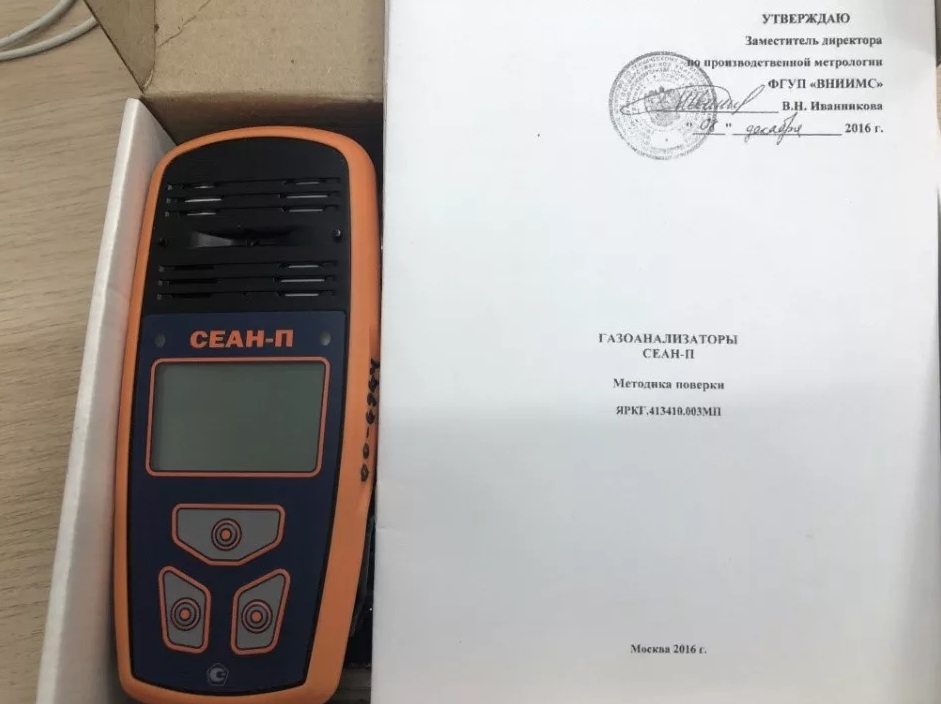 СЕАН-П
УТВЕРЖДАЮ
Заместитель директора
по производственной метрологии
ФГУП «ВНИИМС»
В.Н. Иванникова
"08" декабря 2016 г.
ГАЗОАНАЛИЗАТОРЫ
СЕАН-П
Методика поверки
ЯРКГ.413410.003МП
Москва 2016 г.